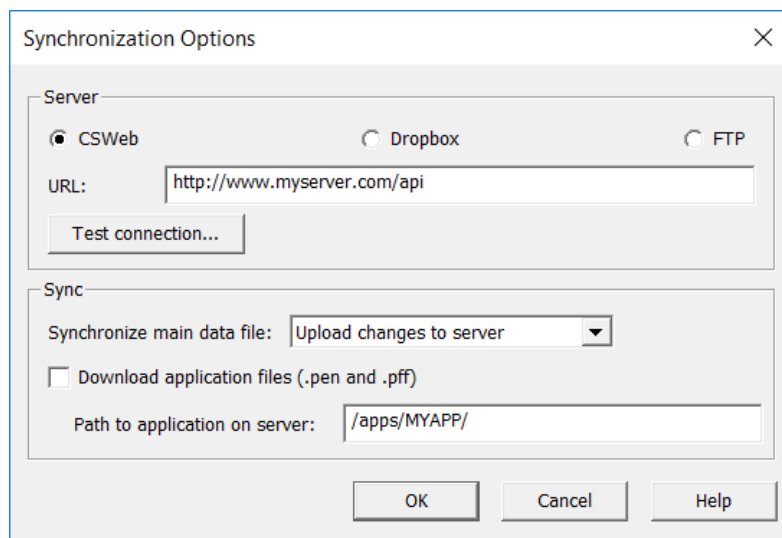 Synchronization Options
Server
CSWeb Dropbox FTP
URL: http://www.myserver.com/api
Test connection...
Sync
Synchronize main data file: Upload changes to server
Download application files (.pen and .pff)
Path to application on server: /apps/MYAPP/
OK Cancel Help